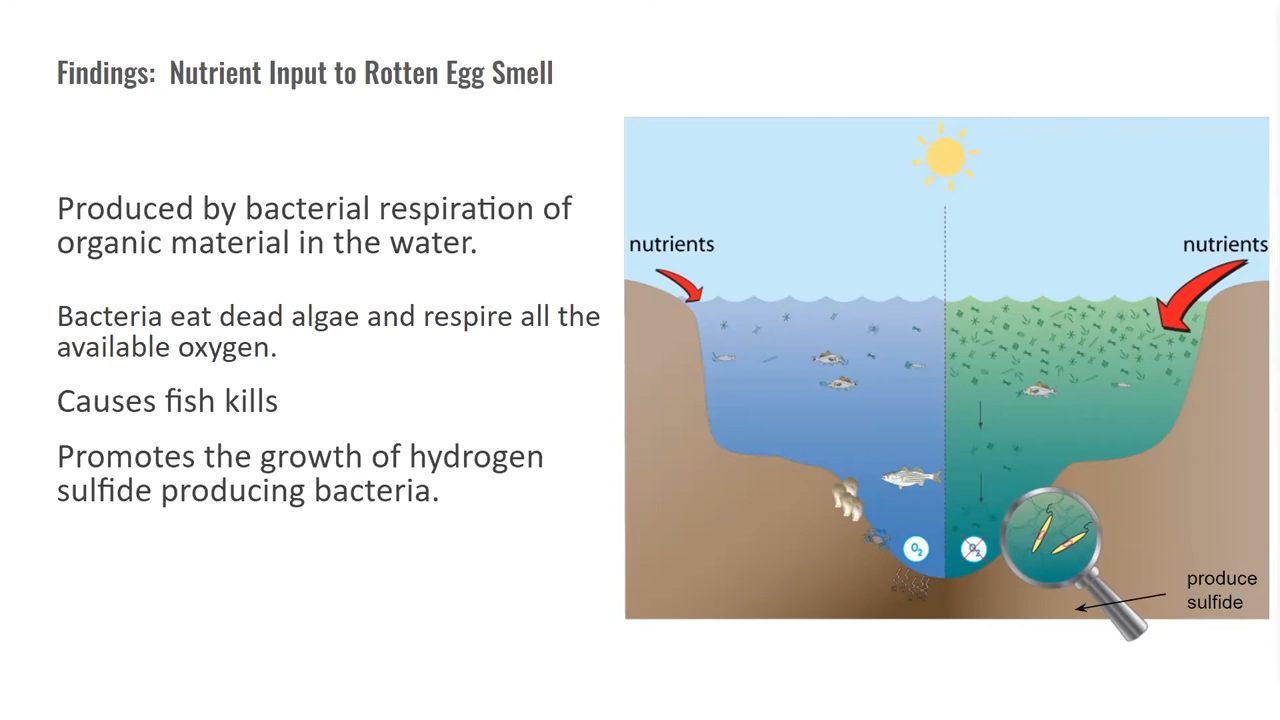 Findings:  Nutrient Input to Rotten Egg Smell
Produced by bacterial respiration of
organic material in the water.
Bacteria eat dead algae and respire all the
available oxygen.
Causes fish kills
Promotes the growth of hydrogen
sulfide producing bacteria.
nutrients
nutrients
O₂
O₂
produce
sulfide